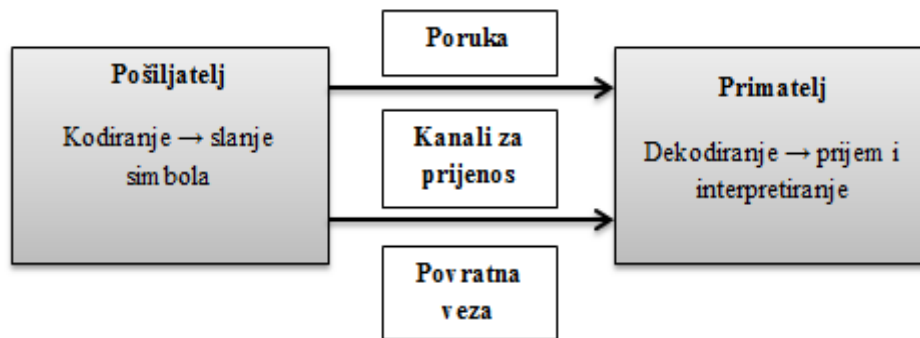 Poruka
Pošiljatelj
Kodiranje → slanje
simbola
Kanali za
prijenos
Primatelj
Dekodiranje → prijem i
interpretiranje
Povratna
veza